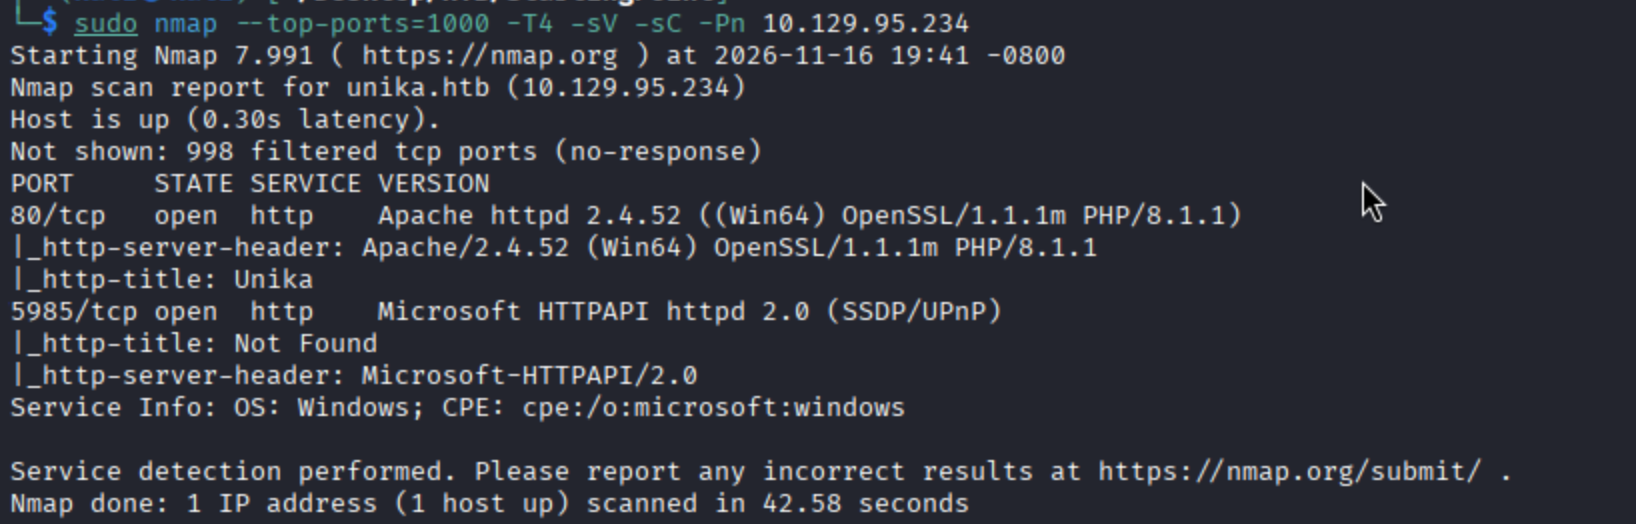 └─$ sudo nmap --top-ports=1000 -T4 -sV -sC -Pn 10.129.95.234
Starting Nmap 7.991 ( https://nmap.org ) at 2026-11-16 19:41 -0800
Nmap scan report for unika.htb (10.129.95.234)
Host is up (0.30s latency).
Not shown: 998 filtered tcp ports (no-response)
PORT     STATE SERVICE VERSION
80/tcp   open  http    Apache httpd 2.4.52 ((Win64) OpenSSL/1.1.1m PHP/8.1.1)
|_http-server-header: Apache/2.4.52 (Win64) OpenSSL/1.1.1m PHP/8.1.1
|_http-title: Unika
5985/tcp open  http    Microsoft HTTPAPI httpd 2.0 (SSDP/UPnP)
|_http-title: Not Found
|_http-server-header: Microsoft-HTTPAPI/2.0
Service Info: OS: Windows; CPE: cpe:/o:microsoft:windows

Service detection performed. Please report any incorrect results at https://nmap.org/submit/ .
Nmap done: 1 IP address (1 host up) scanned in 42.58 seconds